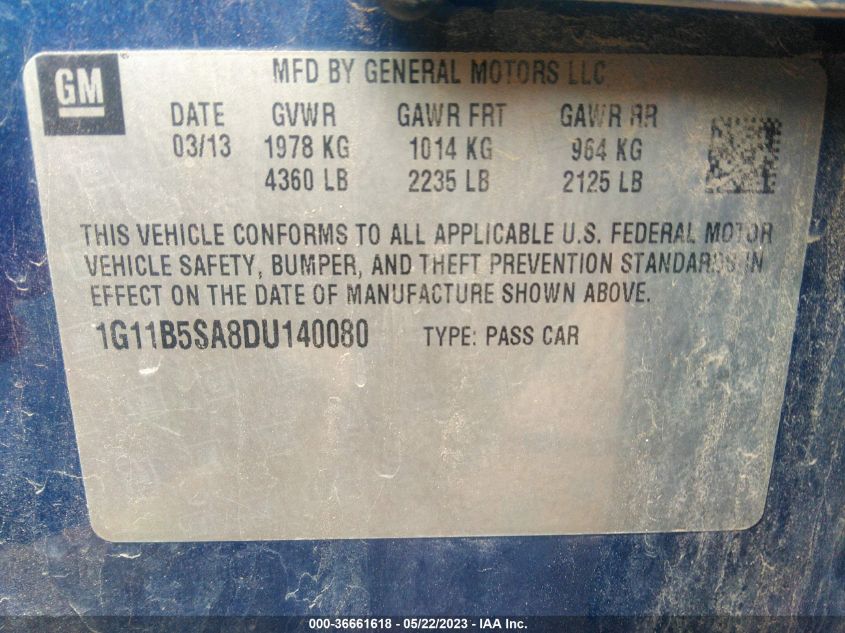 GM
MFD BY GENERAL MOTORS LLC
DATE GVWR GAWR FRT GAWR RR
03/13 1978 KG 1014 KG 964 KG
4360 LB 2235 LB 2125 LB
THIS VEHICLE CONFORMS TO ALL APPLICABLE U.S. FEDERAL MOTOR
VEHICLE SAFETY, BUMPER, AND THEFT PREVENTION STANDARDS IN
EFFECT ON THE DATE OF MANUFACTURE SHOWN ABOVE.
1G11B5SA8DU140080 TYPE: PASS CAR
000-36661618 - 05/22/2023 - IAA Inc.